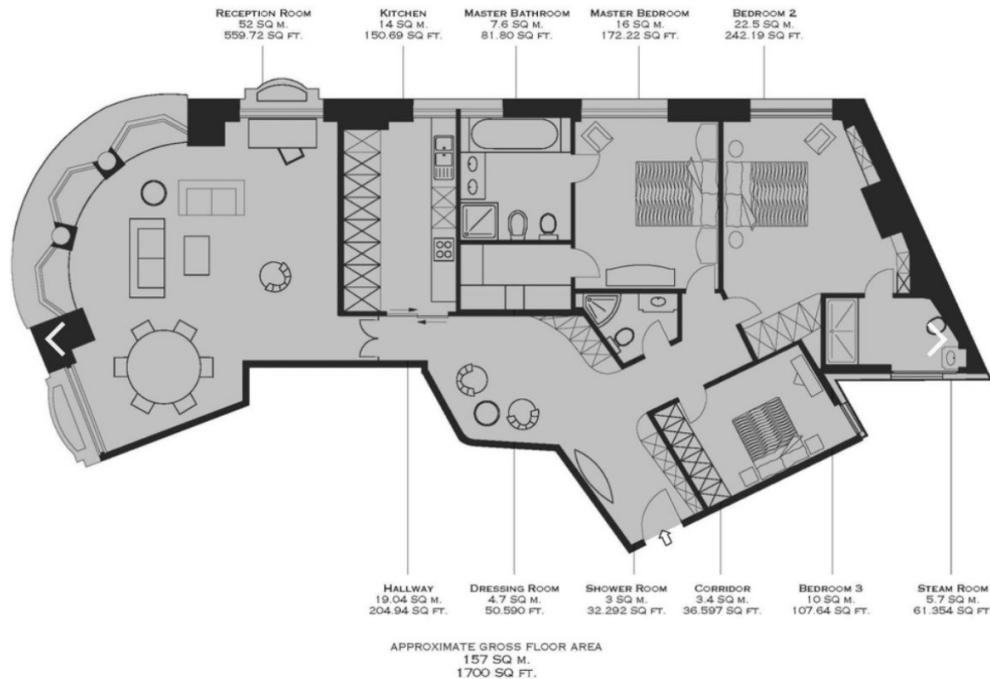 RECEPTION ROOM
52 SQ M.
559.72 SQ FT.
KITCHEN
14 SQ M.
150.69 SQ FT.
MASTER BATHROOM
7.6 SQ M.
81.80 SQ FT.
MASTER BEDROOM
16 SQ M.
172.22 SQ FT.
BEDROOM 2
22.5 SQ M.
242.19 SQ FT.
HALLWAY
19.04 SQ M.
204.94 SQ FT.
DRESSING ROOM
4.7 SQ M.
50.590 FT.
SHOWER ROOM
3 SQ M.
32.292 SQ FT.
CORRIDOR
3.4 SQ M.
36.597 SQ FT.
BEDROOM 3
10 SQ M.
107.64 SQ FT.
STEAM ROOM
5.7 SQ M.
61.354 SQ FT.
APPROXIMATE GROSS FLOOR AREA
157 SQ M.
1700 SQ FT.